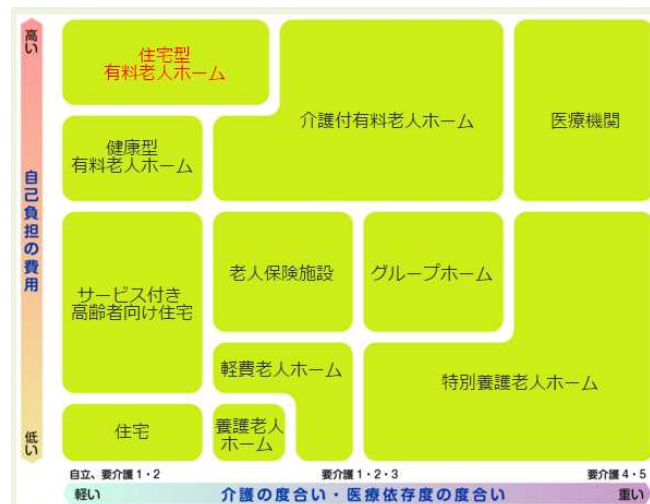 高い
住宅型
有料老人ホーム
介護付有料老人ホーム
医療機関
健康型
有料老人ホーム
自己負担の費用
サービス付き
高齢者向け住宅
老人保険施設
グループホーム
軽費老人ホーム
特別養護老人ホーム
住宅
養護老人
ホーム
低い
自立、要介護1・2
要介護1・2・3
要介護4・5
軽い
介護の度合い・医療依存度の度合い
重い